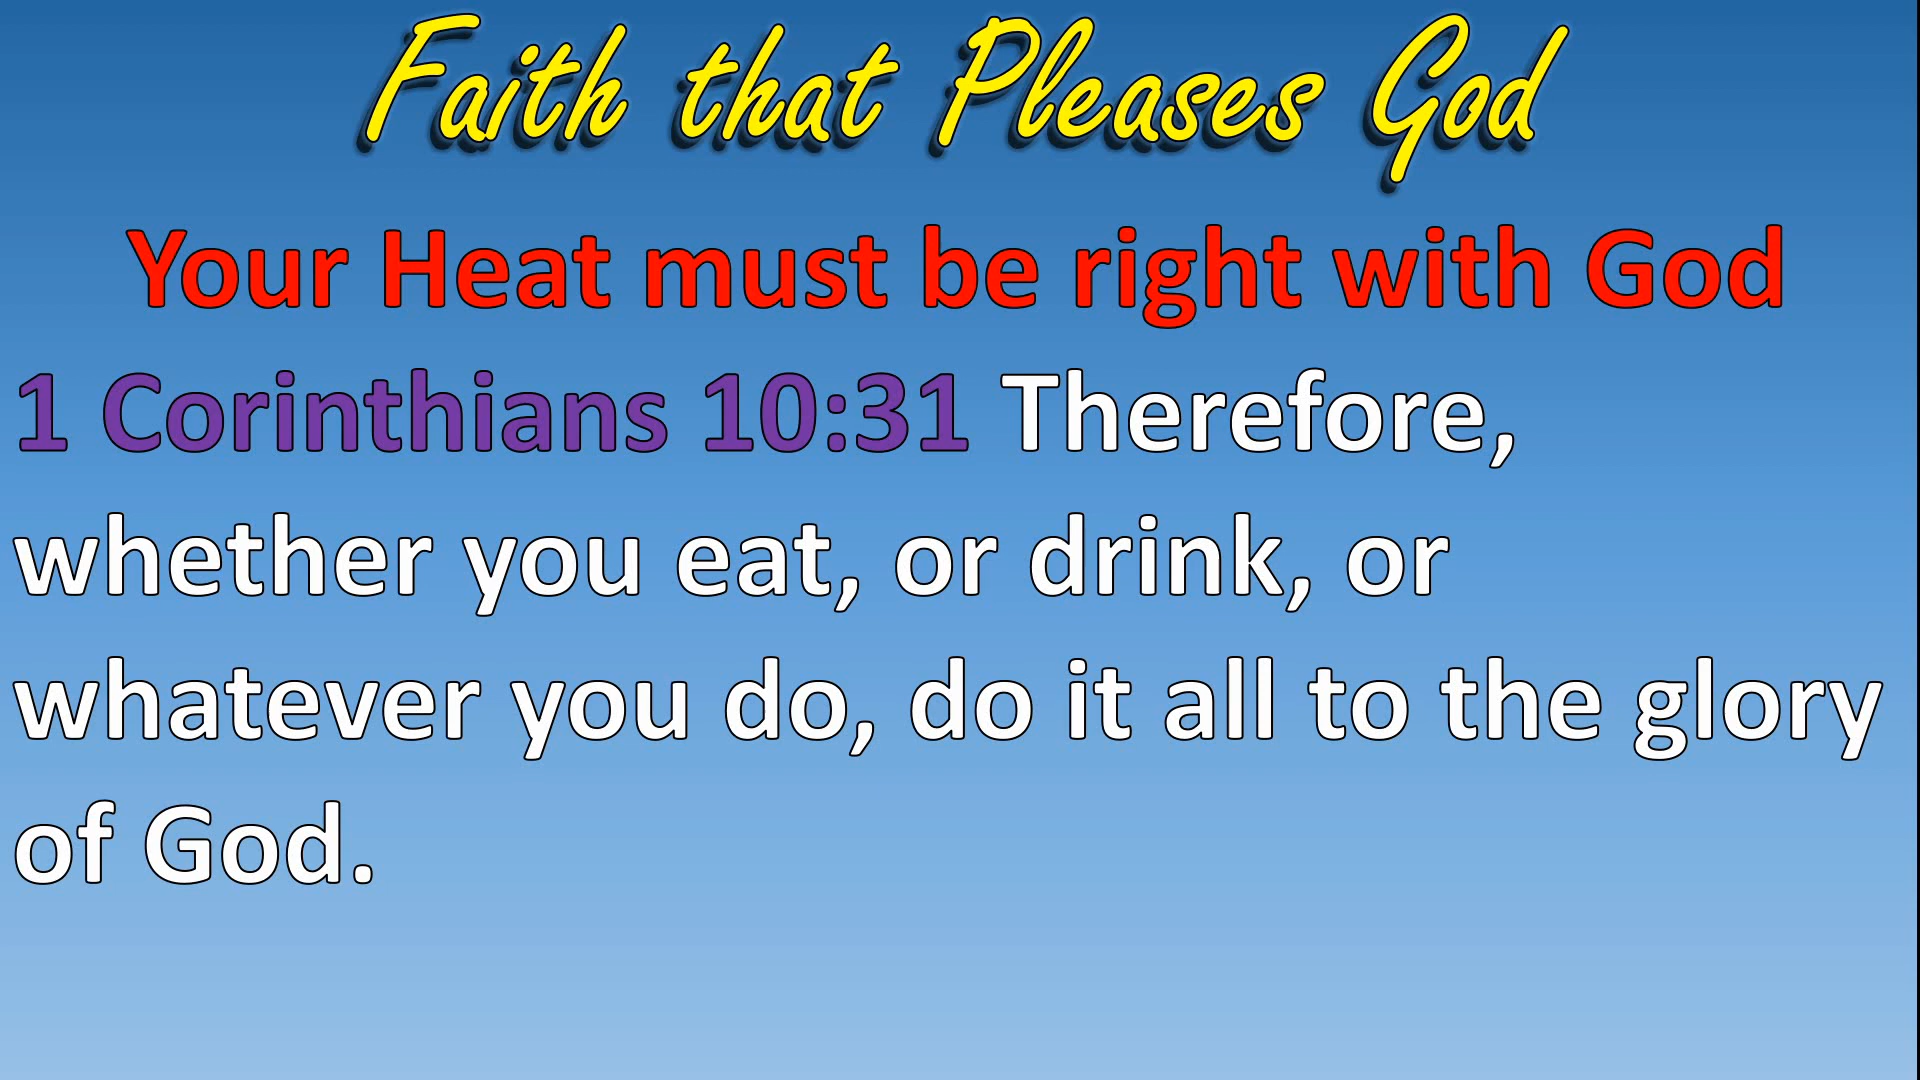 Faith that Pleases God
Your Heat must be right with God
1 Corinthians 10:31 Therefore,
whether you eat, or drink, or
whatever you do, do it all to the glory
of God.